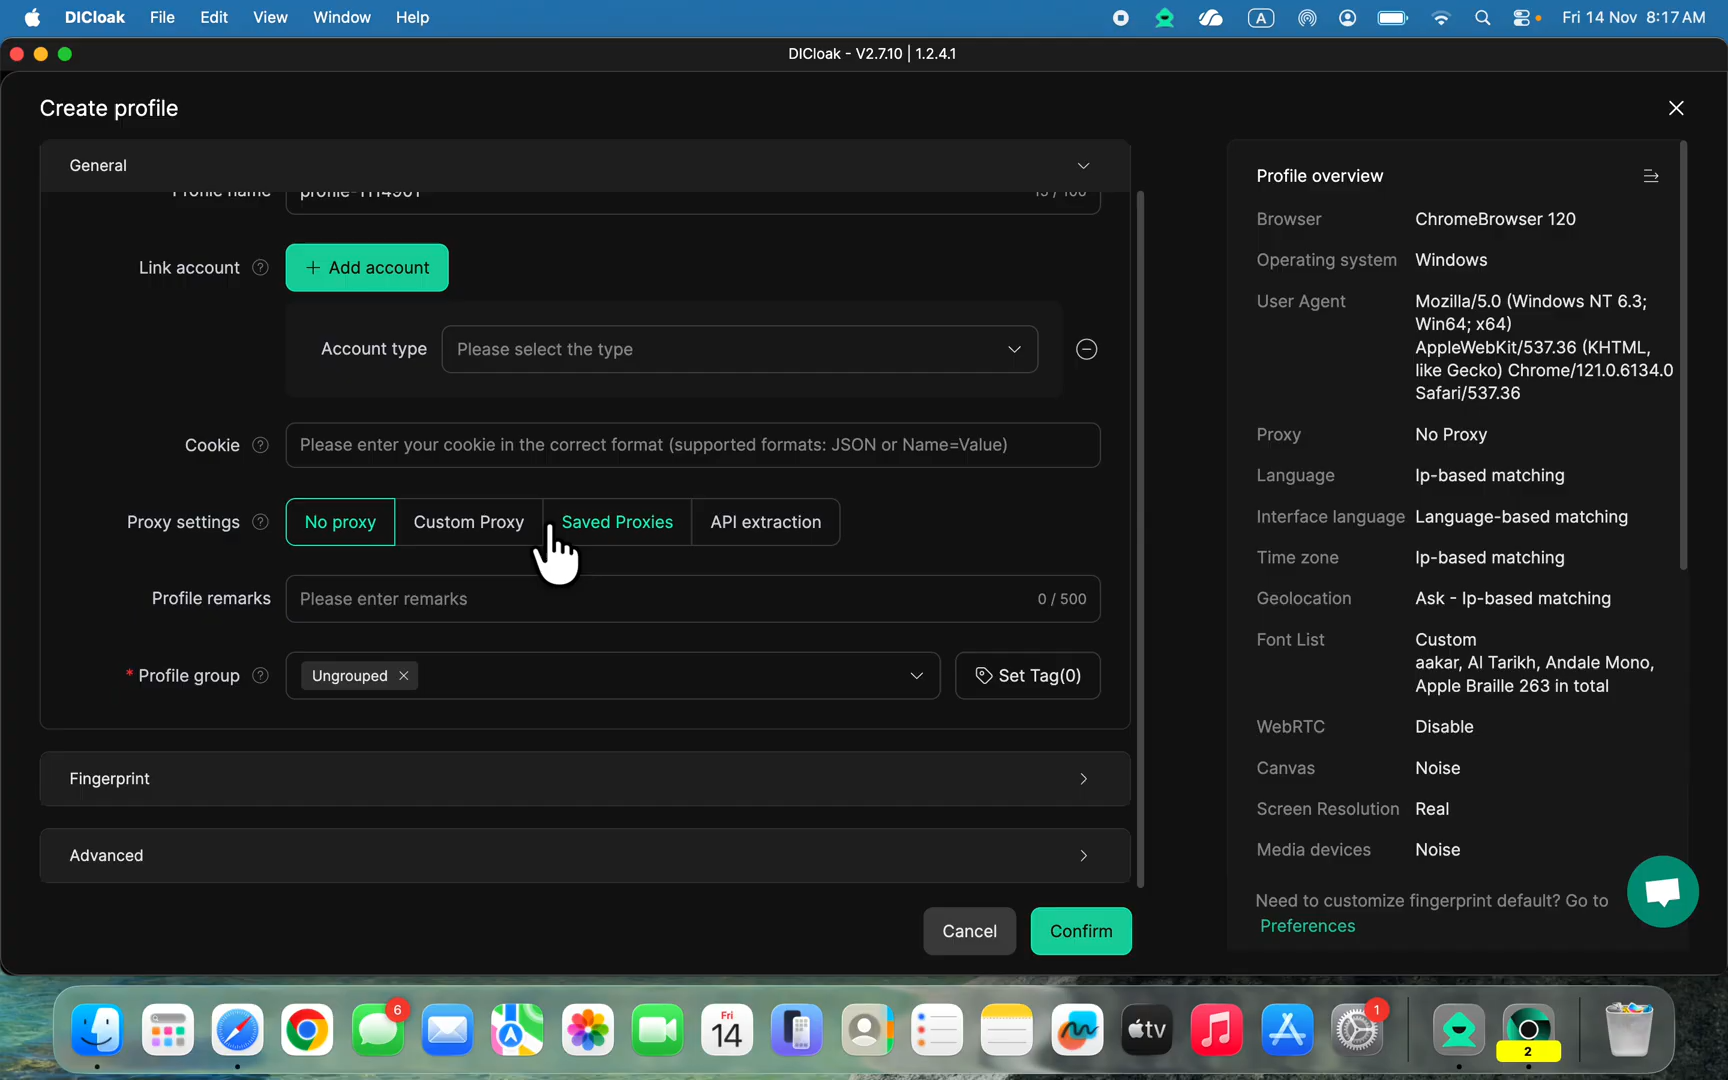 DICloak File Edit View Window Help
A
Fri 14 Nov 8:17 AM
DICloak - V2.7.10 | 1.2.4.1
Create profile
General
Profile name profile-1114901 15 / 100
Link account ? + Add account
Account type Please select the type
Cookie ? Please enter your cookie in the correct format (supported formats: JSON or Name=Value)
Proxy settings ? No proxy Custom Proxy Saved Proxies API extraction
Profile remarks Please enter remarks 0 / 500
* Profile group ? Ungrouped × Set Tag(0)
Fingerprint
Advanced
Cancel Confirm
Profile overview
Browser ChromeBrowser 120
Operating system Windows
User Agent Mozilla/5.0 (Windows NT 6.3;
Win64; x64)
AppleWebKit/537.36 (KHTML,
like Gecko) Chrome/121.0.6134.0
Safari/537.36
Proxy No Proxy
Language Ip-based matching
Interface language Language-based matching
Time zone Ip-based matching
Geolocation Ask - Ip-based matching
Font List Custom
aakar, Al Tarikh, Andale Mono,
Apple Braille 263 in total
WebRTC Disable
Canvas Noise
Screen Resolution Real
Media devices Noise
Need to customize fingerprint default? Go to
Preferences
6
Fri
14
tv
1
2